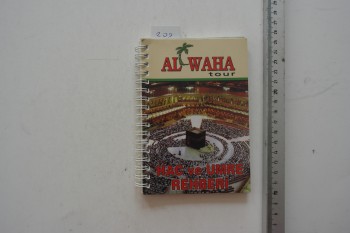 AL WAHA
tour
HAC ve UMRE
REHBERİ